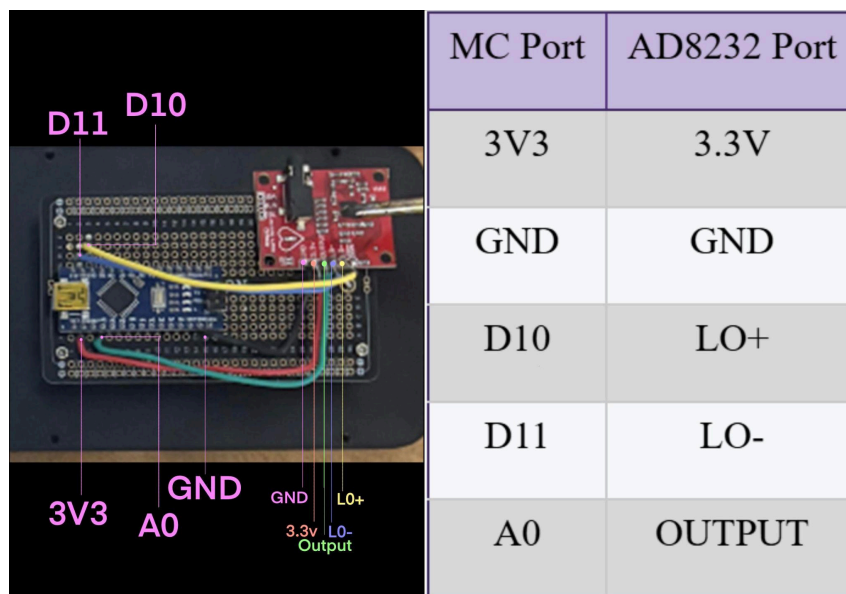 D11
D10
3V3
A0
GND
GND
L0+
3.3v
L0-
Output
MC Port AD8232 Port
3V3 3.3V
GND GND
D10 LO+
D11 LO-
A0 OUTPUT